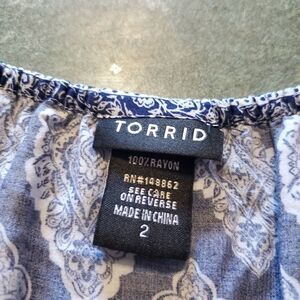 TORRID
100%RAYON
RN#149862
SEE CARE
ON REVERSE
MADE IN CHINA
2